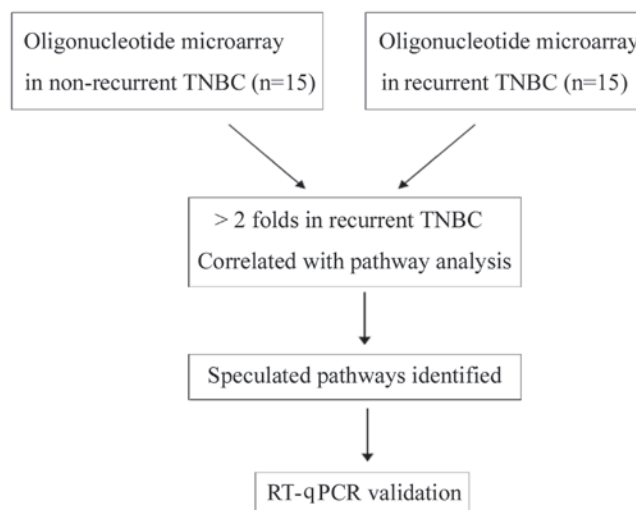 Oligonucleotide microarray
in non-recurrent TNBC (n=15)
Oligonucleotide microarray
in recurrent TNBC (n=15)
> 2 folds in recurrent TNBC
Correlated with pathway analysis
Speculated pathways identified
RT-qPCR validation